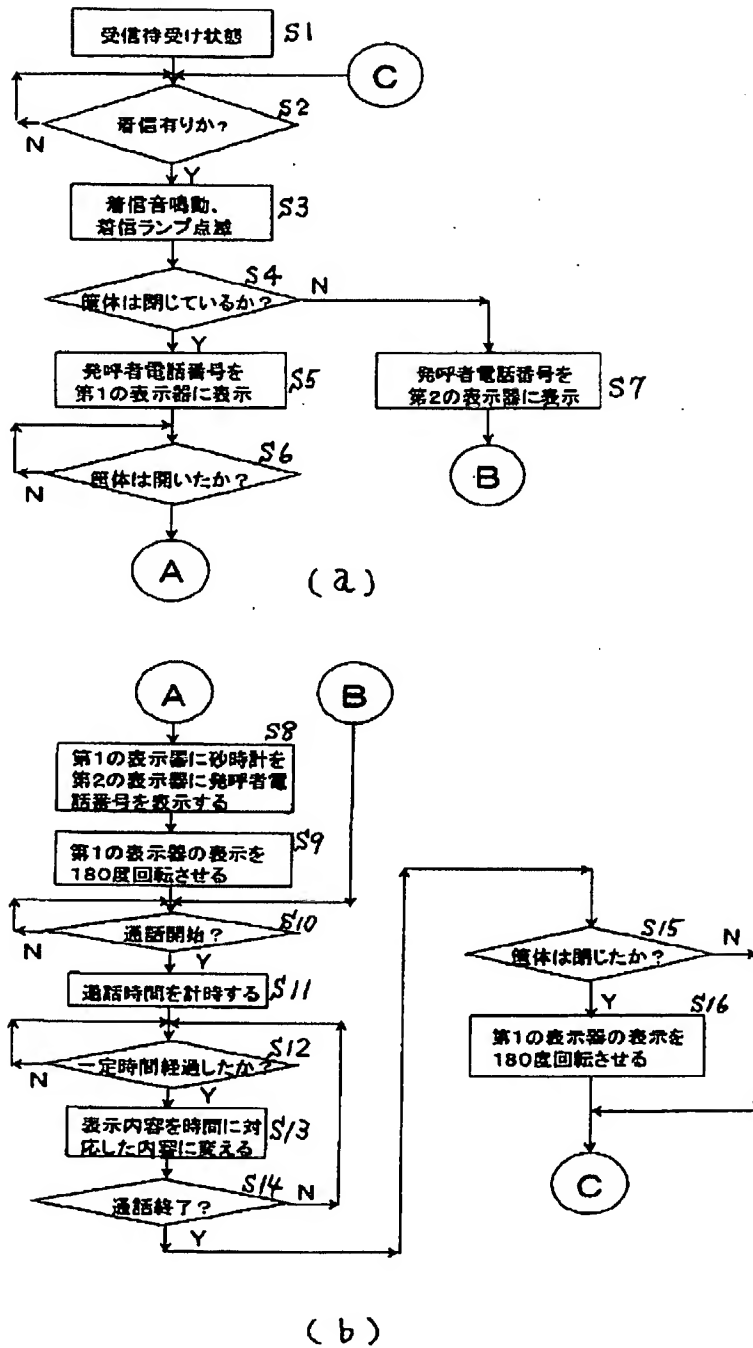 受信待受け状態 S1
C
S2
着信有りか?
N
Y
着信音鳴動、 S3
着信ランプ点滅
S4
筐体は閉じているか? N
Y
発呼者電話番号を S5
第1の表示器に表示
発呼者電話番号を S7
第2の表示器に表示
S6
筐体は開いたか?
N
B
A
(a)
A
B
S8
第1の表示器に砂時計を
第2の表示器に発呼者電
話番号を表示する
S9
第1の表示器の表示を
180度回転させる
S10
通話開始?
N
Y
通話時間を計時する S11
S12
一定時間経過したか?
N
Y
表示内容を時間に対 S13
応した内容に変える
S14
通話終了? N
Y
S15
筐体は閉じたか? N
Y
S16
第1の表示器の表示を
180度回転させる
C
(b)